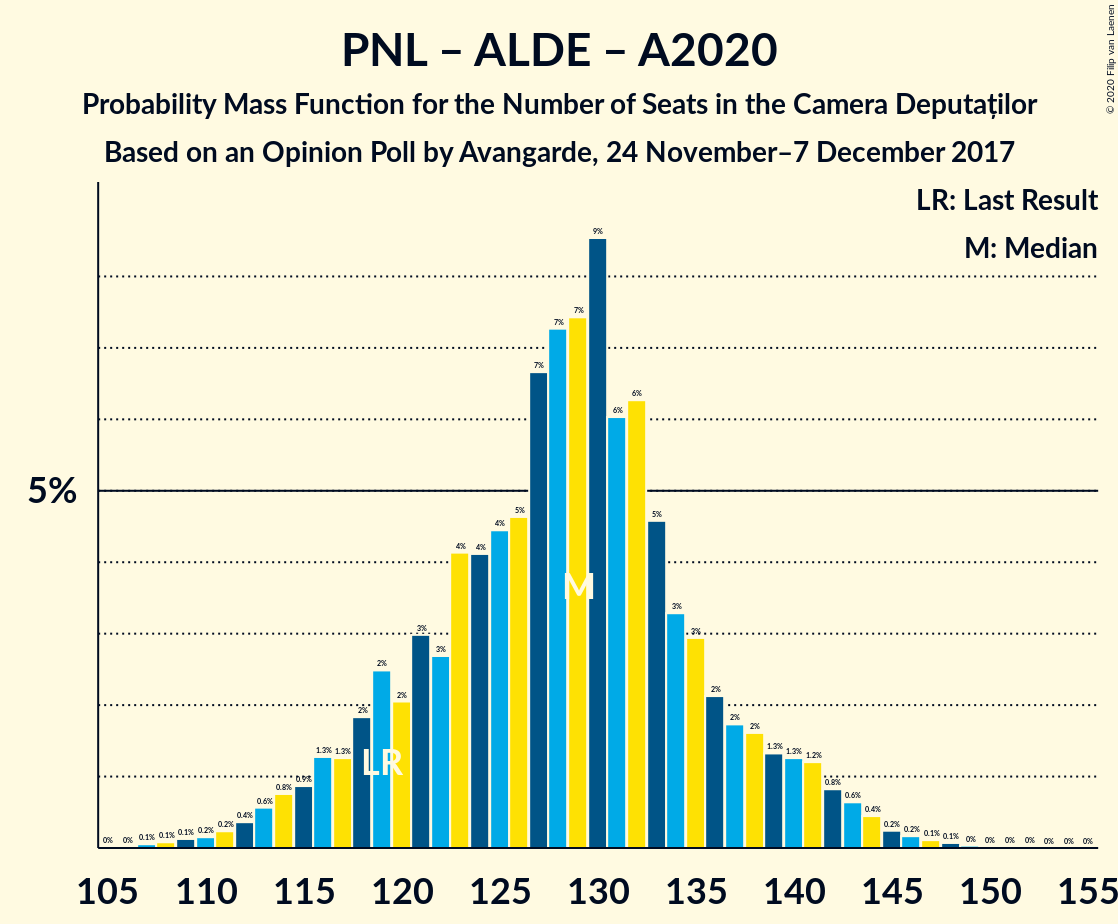 PNL – ALDE – A2020
Probability Mass Function for the Number of Seats in the Camera Deputaților
Based on an Opinion Poll by Avangarde, 24 November–7 December 2017
© 2020 Filip van Laenen
LR: Last Result
M: Median
5%
0% 0% 0.1% 0.1% 0.1% 0.2% 0.2% 0.4% 0.6% 0.8% 0.9% 1.3% 1.3% 2% 2% 2% 3% 3% 4% 4% 4% 5% 7% 7% 7% 9% 6% 6% 5% 3% 3% 2% 2% 2% 1.3% 1.3% 1.2% 0.8% 0.6% 0.4% 0.2% 0.2% 0.1% 0.1% 0% 0% 0% 0% 0% 0% 0%
LR
M
105 110 115 120 125 130 135 140 145 150 155